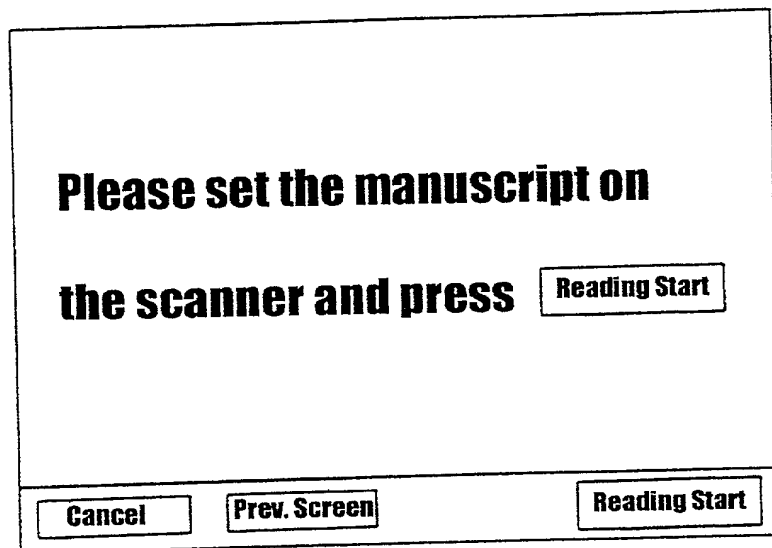 Please set the manuscript on
the scanner and press Reading Start
Cancel Prev. Screen Reading Start